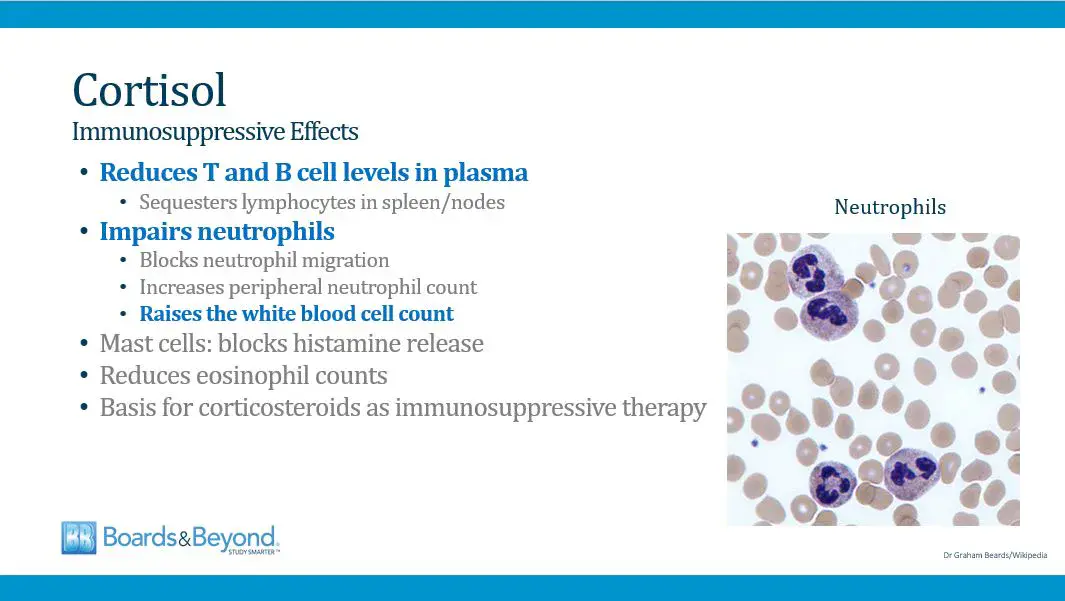 Cortisol
Immunosuppressive Effects
• Reduces T and B cell levels in plasma
• Sequesters lymphocytes in spleen/nodes
• Impairs neutrophils
• Blocks neutrophil migration
• Increases peripheral neutrophil count
• Raises the white blood cell count
• Mast cells: blocks histamine release
• Reduces eosinophil counts
• Basis for corticosteroids as immunosuppressive therapy
Neutrophils
BB Boards&Beyond.
STUDY SMARTER™
Dr Graham Beards/Wikipedia